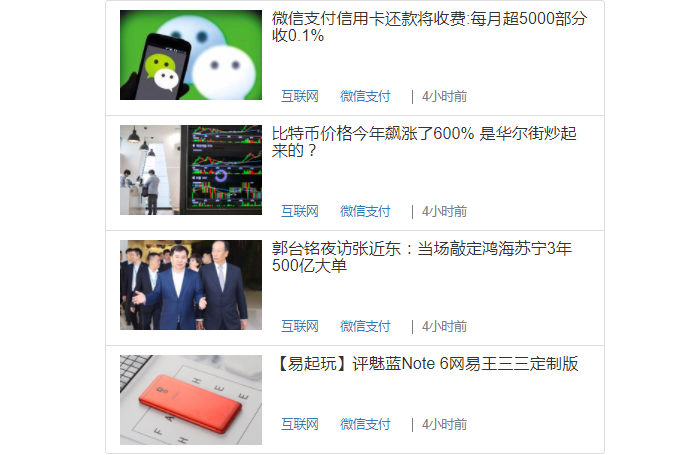 微信支付信用卡还款将收费:每月超5000部分
收0.1%
互联网 微信支付 | 4小时前
比特币价格今年飙涨了600% 是华尔街炒起
来的？
互联网 微信支付 | 4小时前
郭台铭夜访张近东：当场敲定鸿海苏宁3年
500亿大单
互联网 微信支付 | 4小时前
【易起玩】评魅蓝Note 6网易王三三定制版
互联网 微信支付 | 4小时前